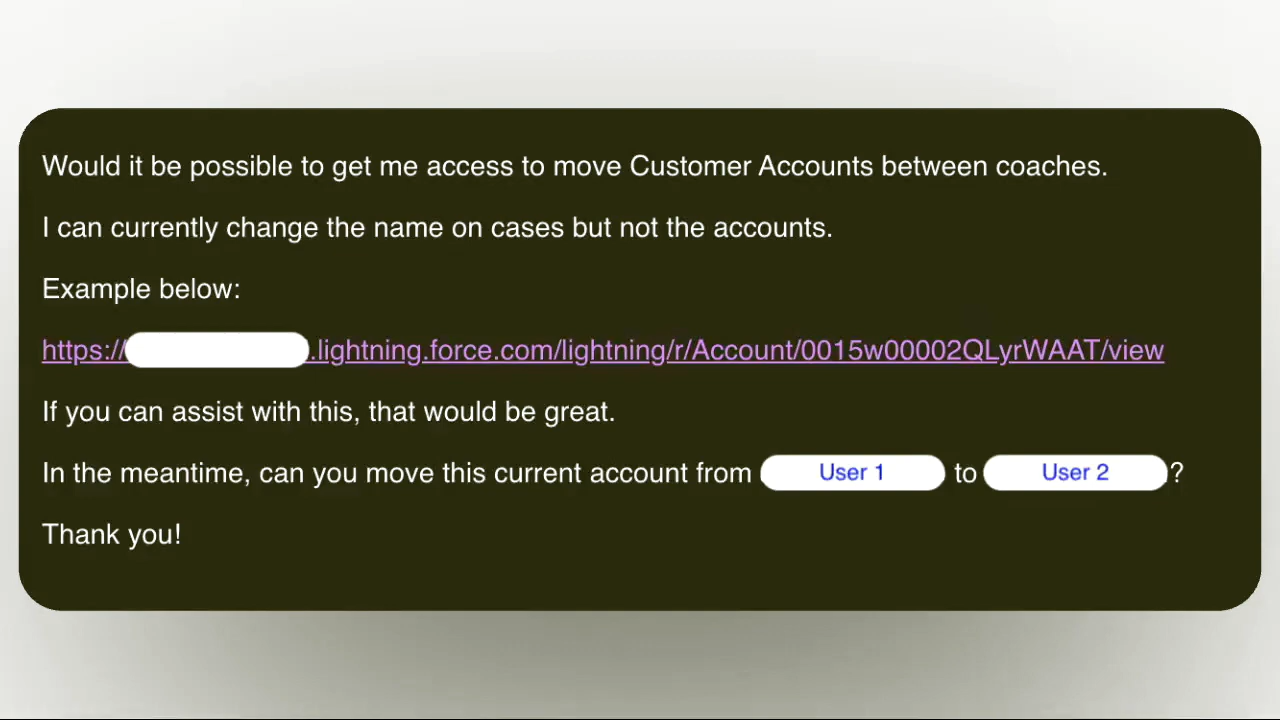 Would it be possible to get me access to move Customer Accounts between coaches.
I can currently change the name on cases but not the accounts.
Example below:
https://.lightning.force.com/lightning/r/Account/0015w00002QLyrWAAT/view
If you can assist with this, that would be great.
In the meantime, can you move this current account from User 1 to User 2?
Thank you!